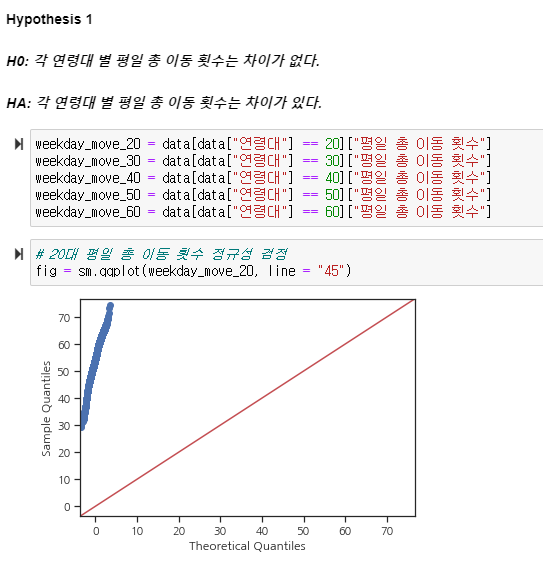 Hypothesis 1
H0: 각 연령대 별 평일 총 이동 횟수는 차이가 없다.
HA: 각 연령대 별 평일 총 이동 횟수는 차이가 있다.
weekday_move_20 = data[data["연령대"] == 20]["평일 총 이동 횟수"]
weekday_move_30 = data[data["연령대"] == 30]["평일 총 이동 횟수"]
weekday_move_40 = data[data["연령대"] == 40]["평일 총 이동 횟수"]
weekday_move_50 = data[data["연령대"] == 50]["평일 총 이동 횟수"]
weekday_move_60 = data[data["연령대"] == 60]["평일 총 이동 횟수"]
# 20대 평일 총 이동 횟수 정규성 검정
fig = sm.qqplot(weekday_move_20, line = "45")
70
60
50
40
30
20
10
0
Sample Quantiles
0 10 20 30 40 50 60 70
Theoretical Quantiles